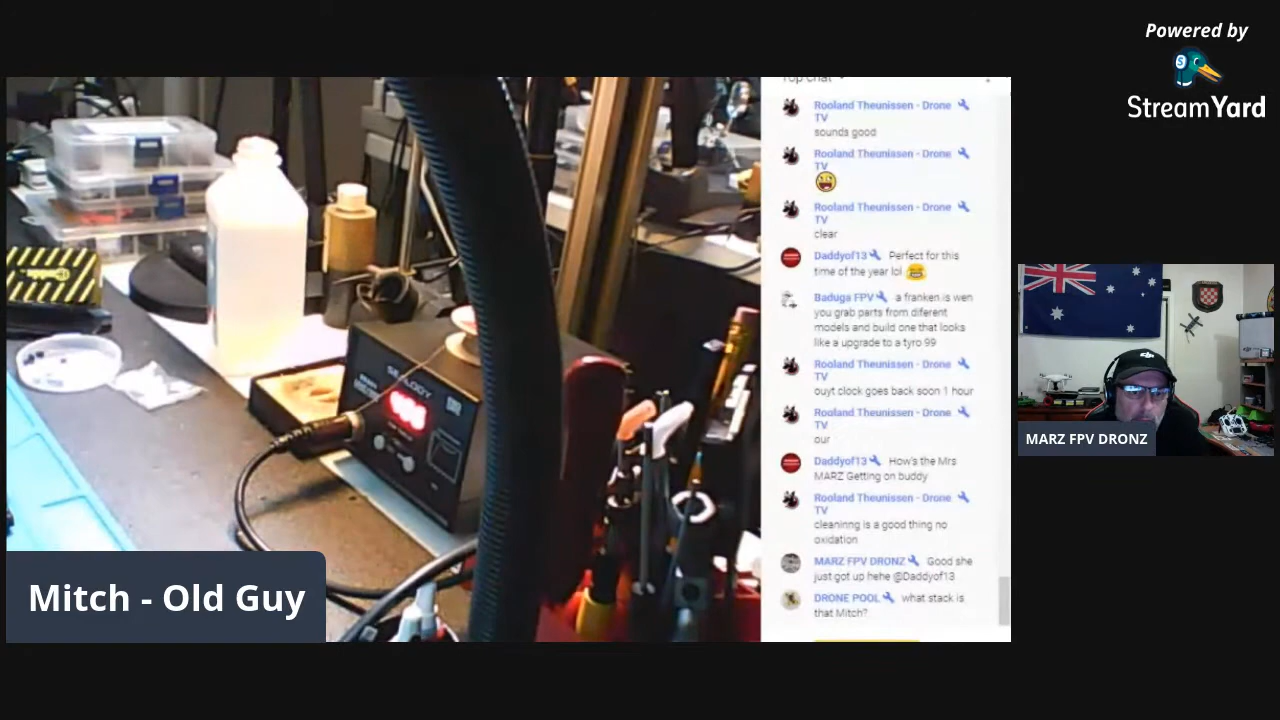 Powered by
StreamYard
Top chat
Rooland Theunissen - Drone
TV
sounds good
Rooland Theunissen - Drone
TV
Rooland Theunissen - Drone
TV
clear
Daddyof13 Perfect for this
time of the year lol
Baduga FPV a franken is wen
you grab parts from diferent
models and build one that looks
like a upgrade to a tyro 99
Rooland Theunissen - Drone
TV
ouyt clock goes back soon 1 hour
Rooland Theunissen - Drone
TV
our
Daddyof13 How's the Mrs
MARZ Getting on buddy
Rooland Theunissen - Drone
TV
cleaninng is a good thing no
oxidation
MARZ FPV DRONZ Good she
just got up hehe @Daddyof13
DRONE POOL what stack is
that Mitch?
Mitch - Old Guy
MARZ FPV DRONZ